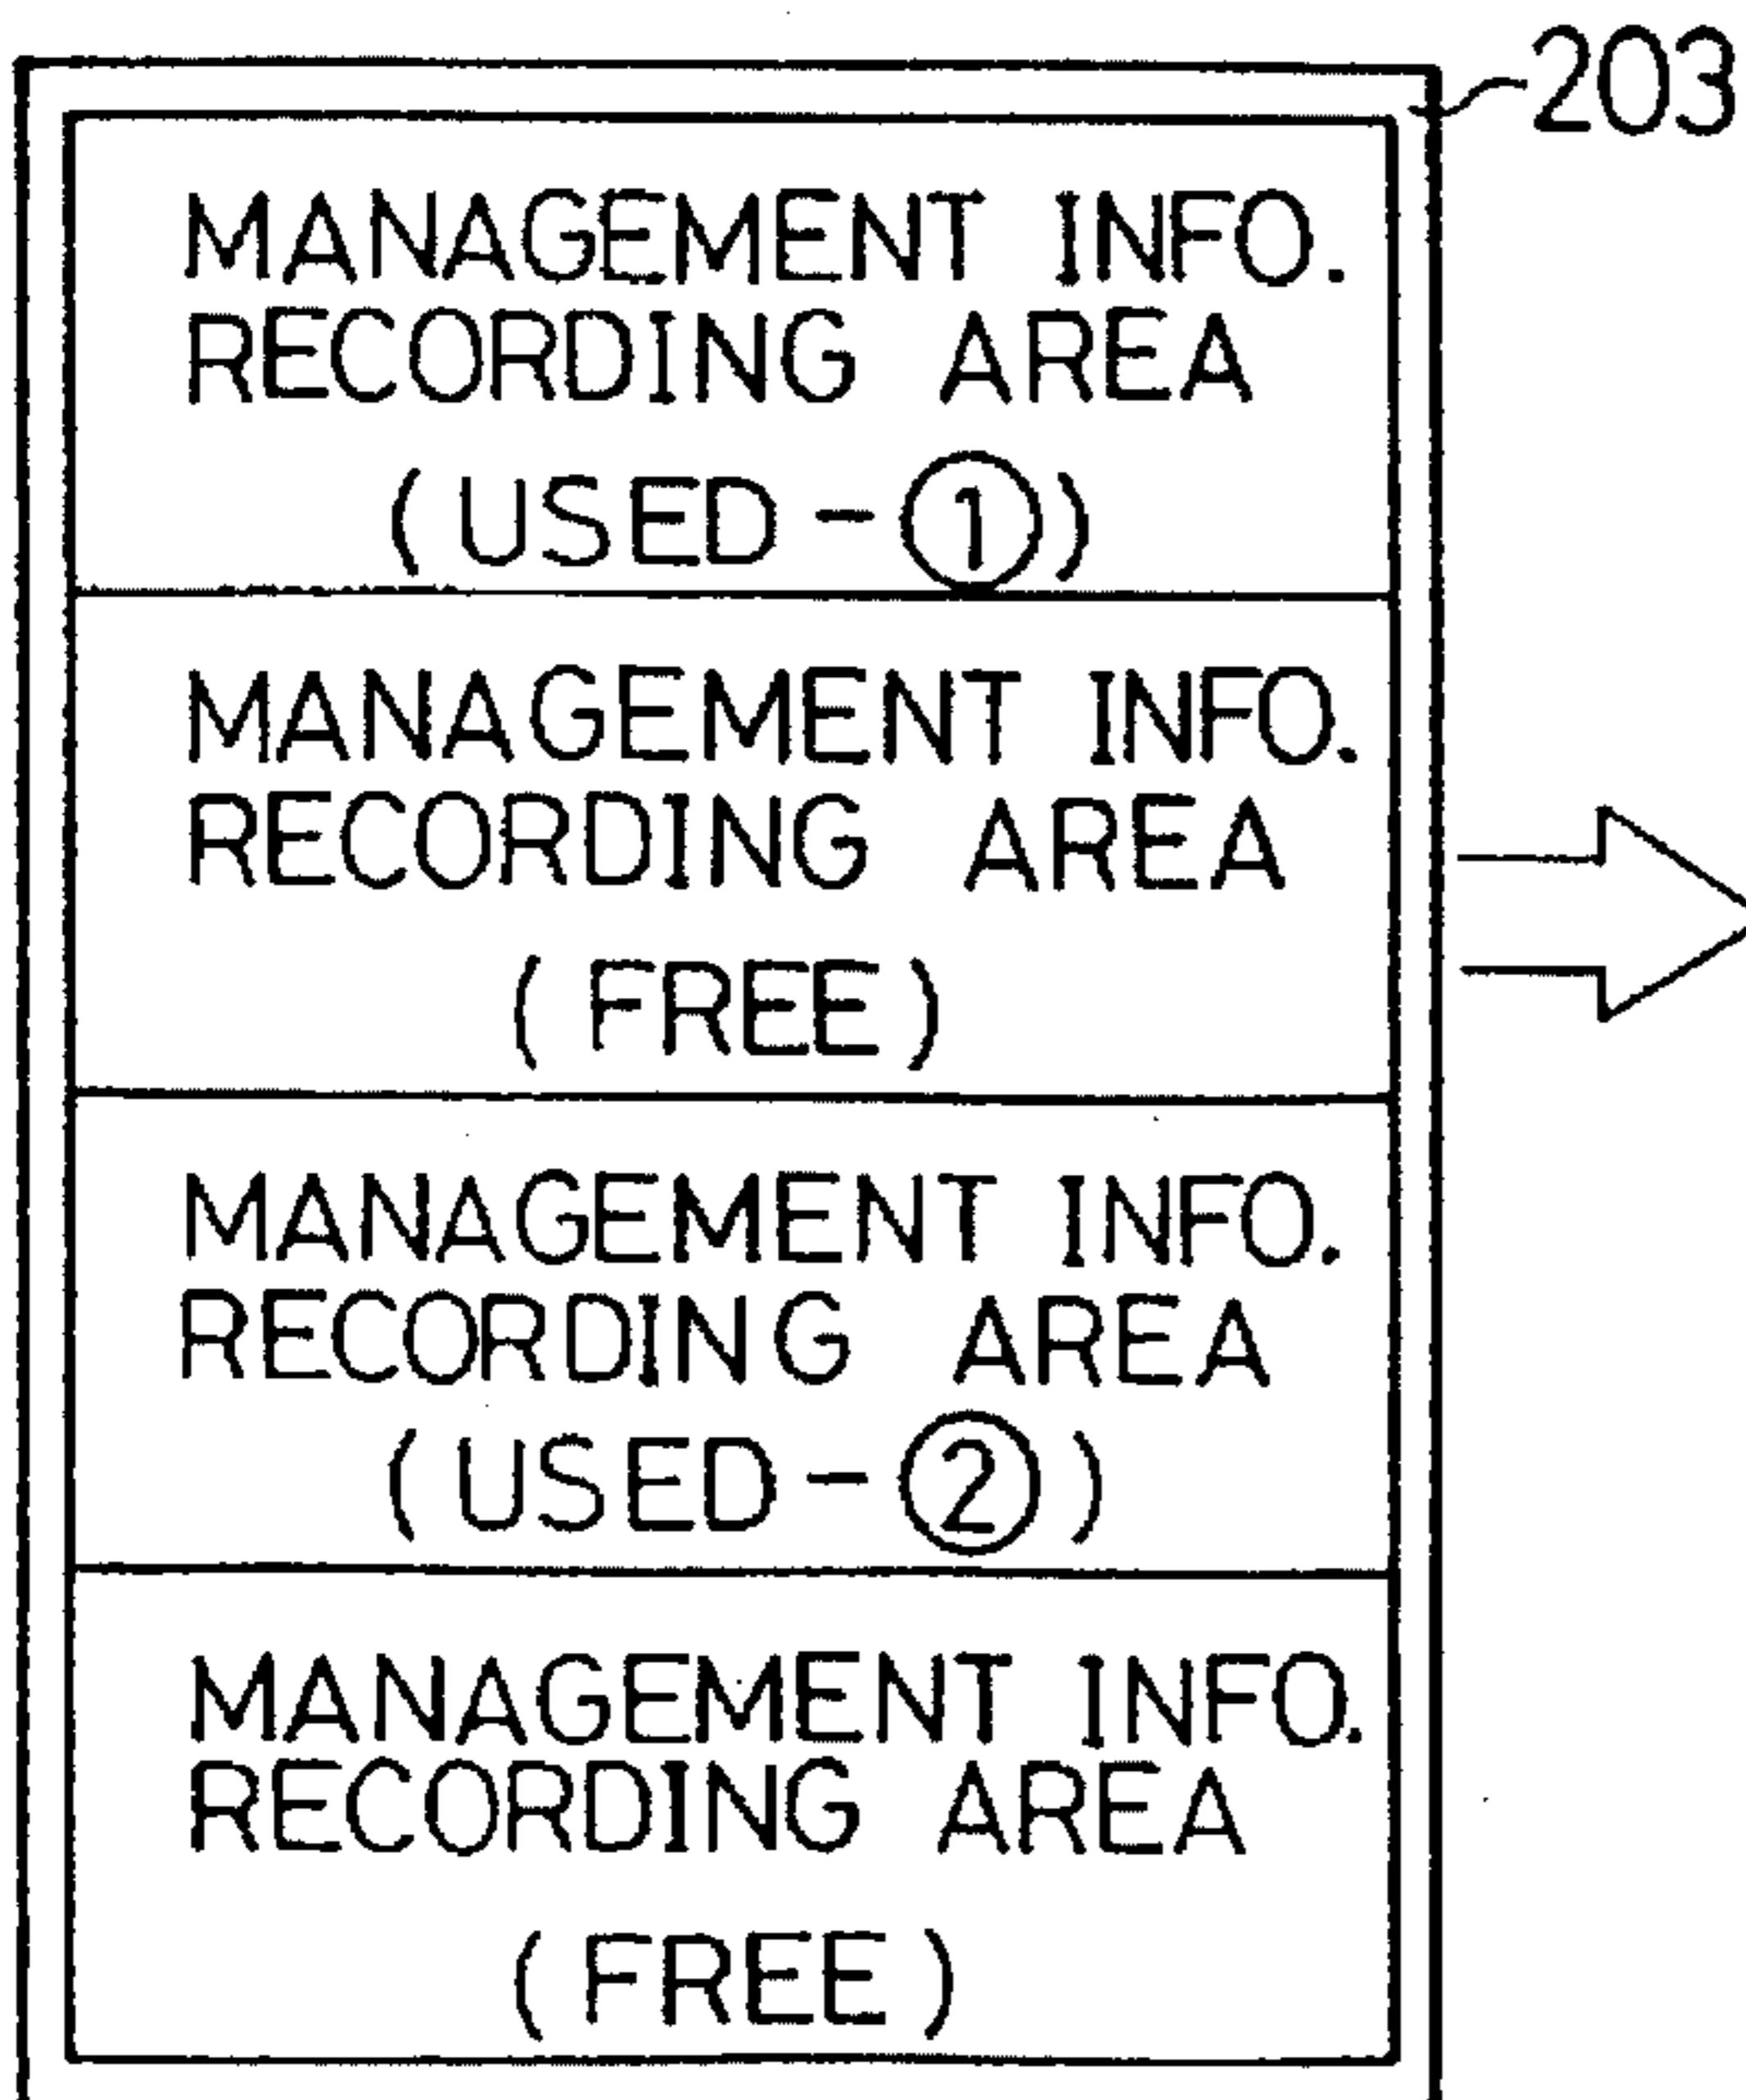 203
MANAGEMENT INFO.
RECORDING AREA
(USED-①)
MANAGEMENT INFO.
RECORDING AREA
(FREE)
MANAGEMENT INFO.
RECORDING AREA
(USED-②)
MANAGEMENT INFO.
RECORDING AREA
(FREE)